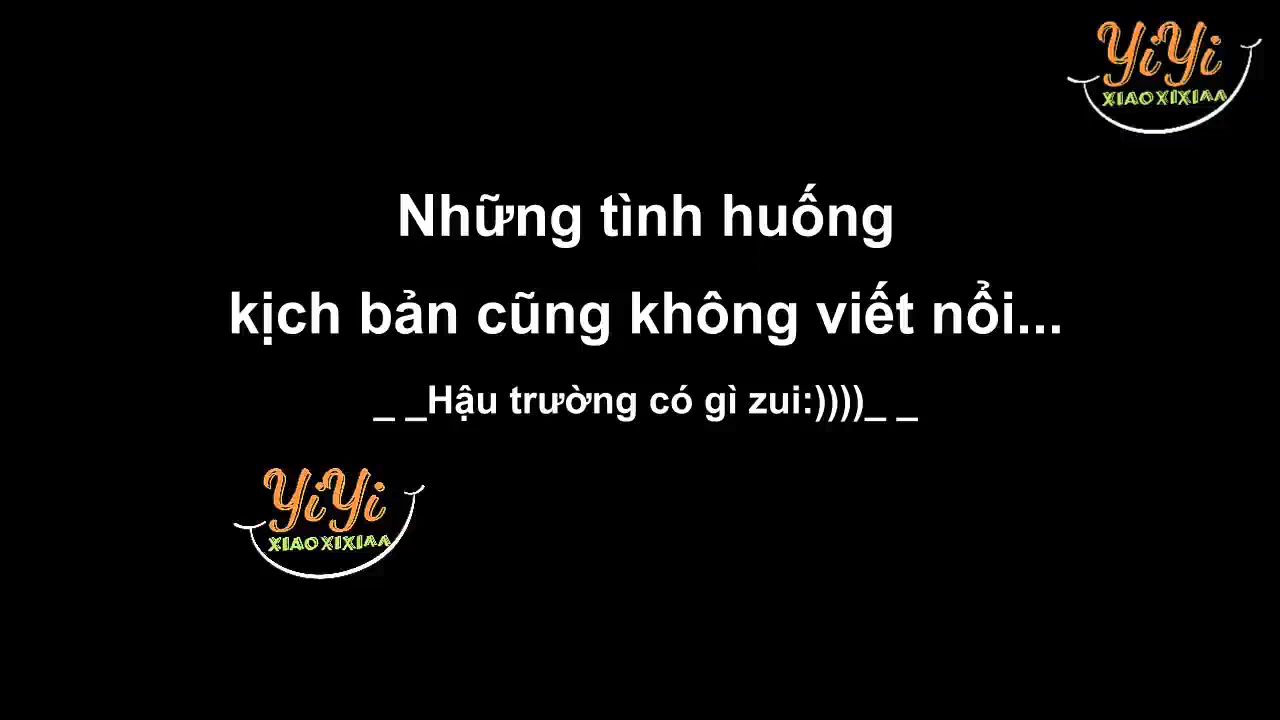 YiYi
XIAOXIXIAA
Những tình huống
kịch bản cũng không viết nổi...
_ _Hậu trường có gì zui:))))_ _
YiYi
XIAOXIXIAA